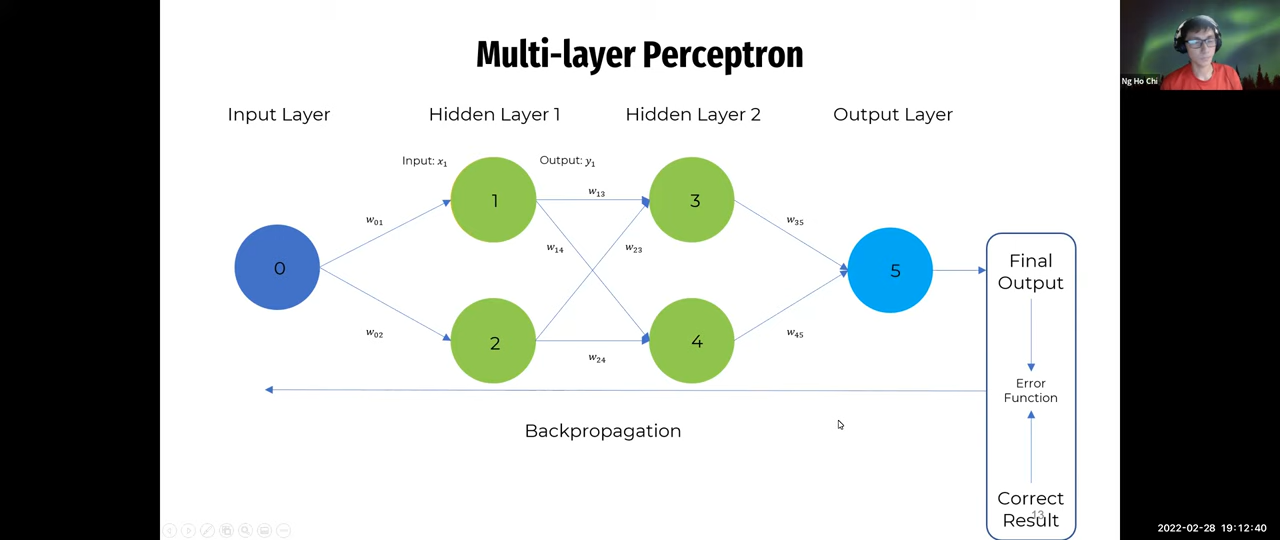 Multi-layer Perceptron
Ng Ho Chi
Input Layer
Hidden Layer 1
Hidden Layer 2
Output Layer
Input: x₁
Output: y₁
1
w₁₃
3
w₀₁
w₃₅
w₁₄
w₂₃
0
5
Final
Output
w₀₂
2
4
w₄₅
w₂₄
Error
Function
Backpropagation
Correct
Result
13
2022-02-28 19:12:40